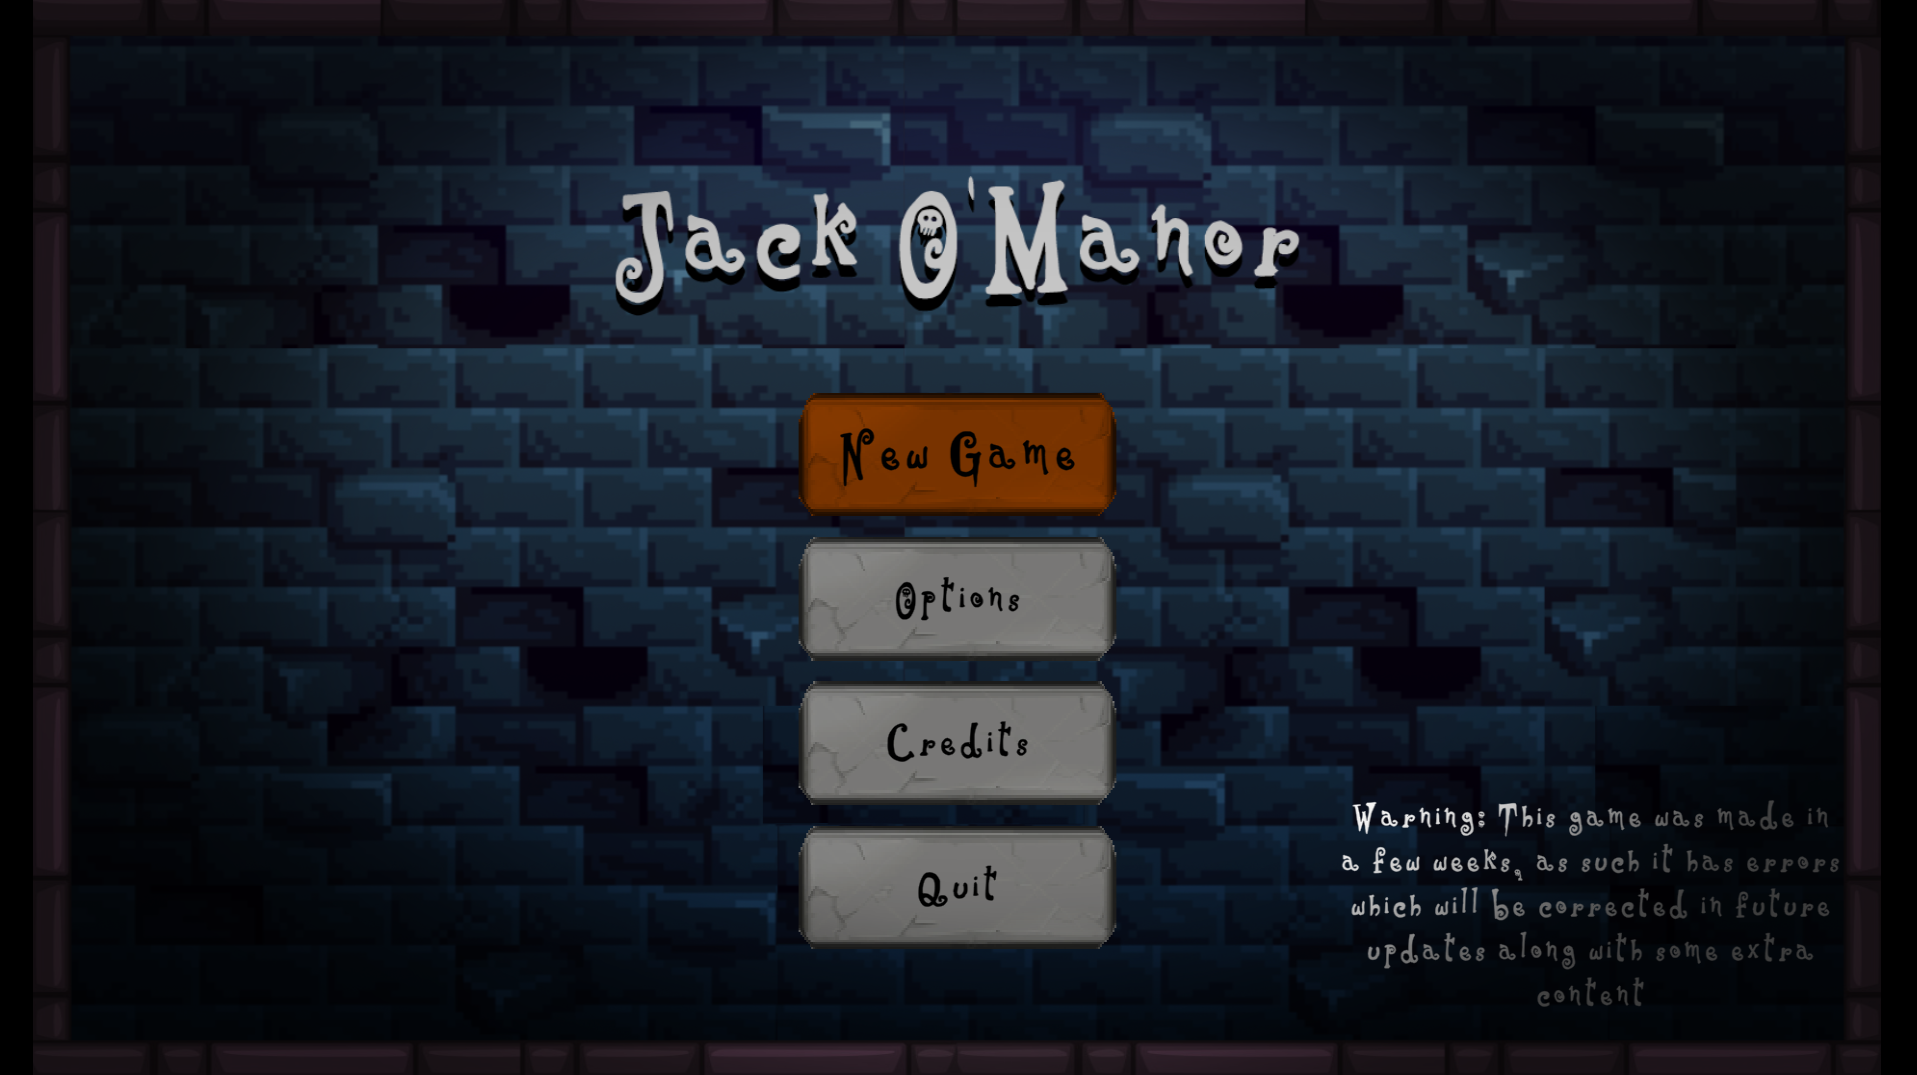 Jack O'Manor
New Game
Options
Credits
Quit
Warning: This game was made in
a few weeks, as such it has errors
which will be corrected in future
updates along with some extra
content